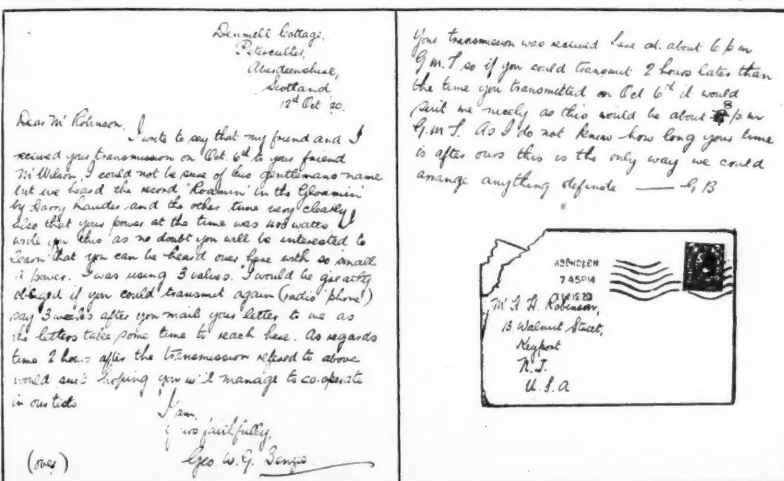 Denmell Cottage,
Peterculter,
Aberdeenshire,
Scotland
12th Oct '20.
Dear Mr Robinson,
I write to say that my friend and I
received your transmission on Oct. 6th to your friend
Mr Wilson, I could not be sure of this gentlemans name
but we heard the second "Roamin' in the Gloamin'
by Harry Lauder and the other tune very clearly
also that your power at the time was watts. I
write you this as no doubt you will be interested to
learn that you can be heard over here with so small
a power. I was using 3 valves. I would be greatly
obliged if you could transmit again (radio 'phone)
say 3 weeks after you mail your letter to me as
the letters take some time to reach here. As regards
time 2 hours after the transmission refered to above
would suit hoping you will manage to co-operate
in our tests
I am,
yours faithfully,
Geo. W. G. Benzie
(over)
Your transmission was received here at about 6 p m
G.M.T so if you could transmit 2 hours later than
the time you transmitted on Oct 6th it would
suit me nicely as this would be about 8 p.m
G.M.T. As I do not know how long your time
is after ours this is the only way we could
arrange anything definate — G B
ABERDEEN
7 45 PM
20
Mr Robinson,
13 Walnut Street,
Keyport
N.J.
U.S.A